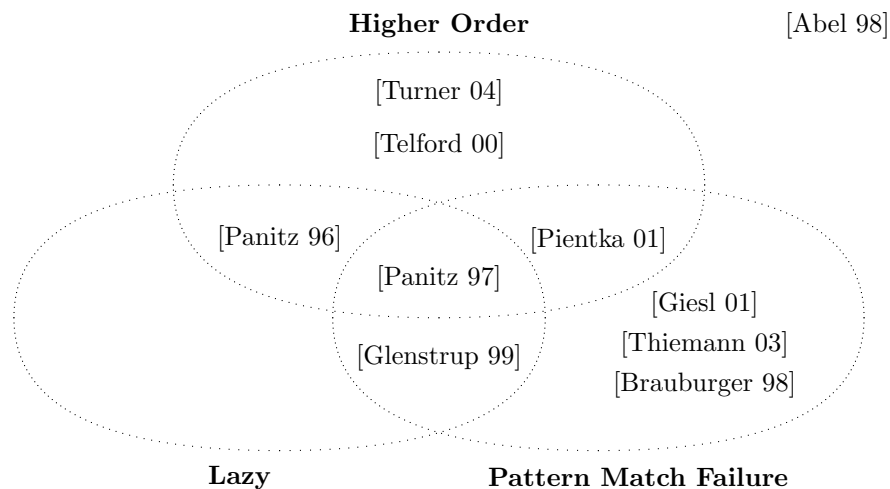 Higher Order
[Abel 98]
[Turner 04]
[Telford 00]
[Panitz 96]
[Pientka 01]
[Panitz 97]
[Giesl 01]
[Thiemann 03]
[Glenstrup 99]
[Brauburger 98]
Lazy
Pattern Match Failure